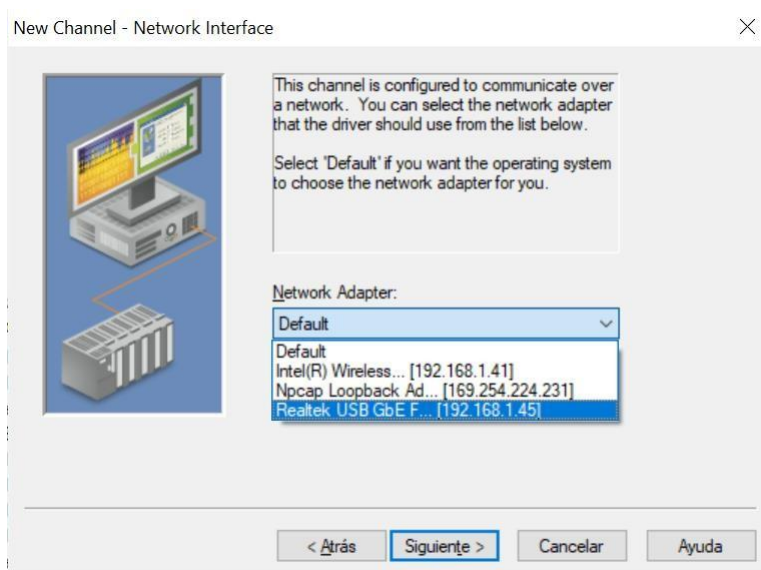 New Channel - Network Interface
This channel is configured to communicate over
a network. You can select the network adapter
that the driver should use from the list below.
Select 'Default' if you want the operating system
to choose the network adapter for you.
Network Adapter:
Default
Default
Intel(R) Wireless... [192.168.1.41]
Npcap Loopback Ad... [169.254.224.231]
Realtek USB GbE F... [192.168.1.45]
< Atrás Siguiente > Cancelar Ayuda